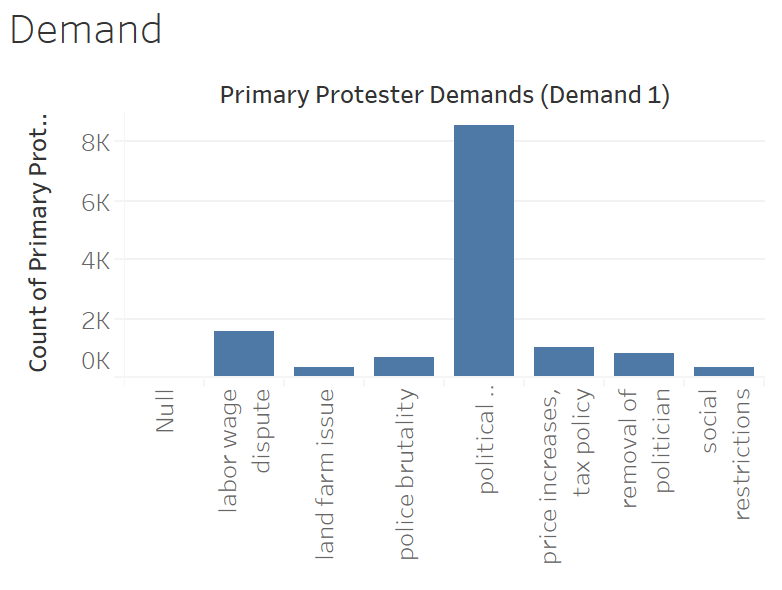 Demand
Primary Protester Demands (Demand 1)
Count of Primary Prot..
8K
6K
4K
2K
0K
Null
labor wage
dispute
land farm issue
police brutality
political ..
price increases,
tax policy
removal of
politician
social
restrictions